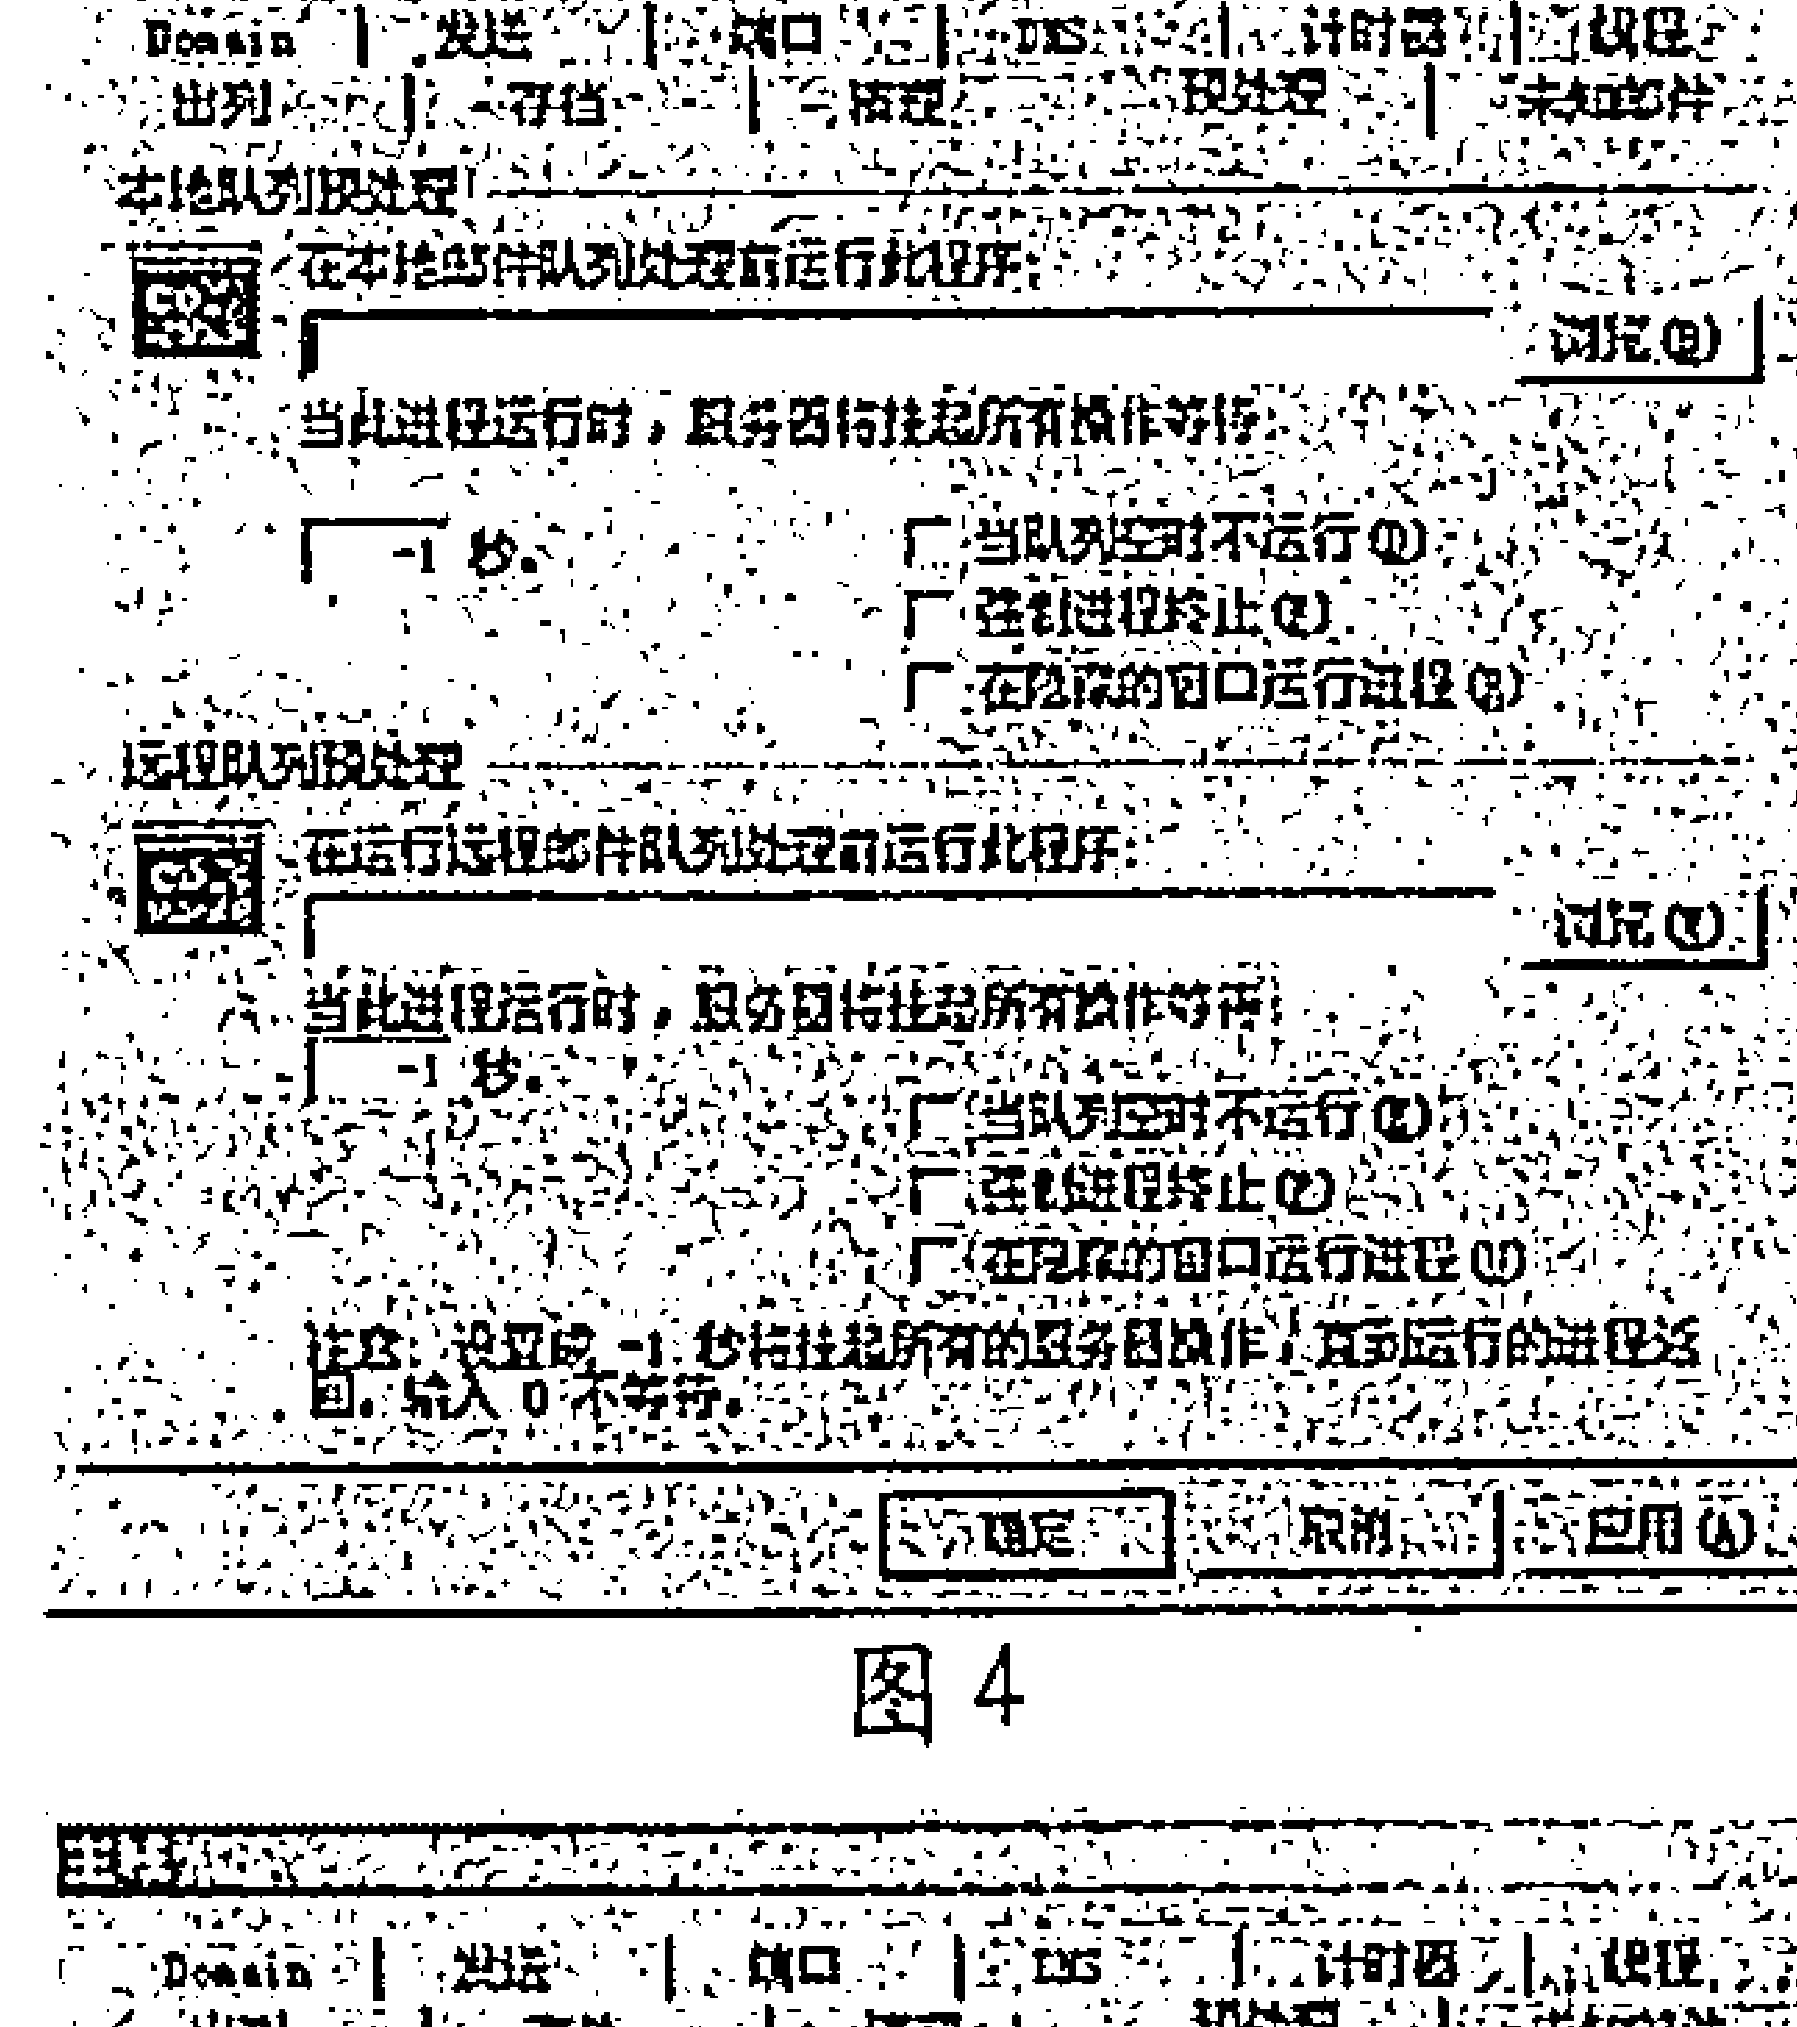 Domain 发送 端口 DNS 计时器 线程
出列 存档 修理 预处理 未知邮件
本地队列预处理
在本地邮件队列处理前运行此程序:
浏览(B)
当此进程运行时，服务器将挂起所有操作等待:
-1 秒.
当队列空时不运行
强制进程终止
在隐藏的窗口运行进程
远程队列预处理
在运行远程邮件队列处理前运行此程序:
浏览
当此进程运行时，服务器将挂起所有操作等待:
-1 秒.
当队列空时不运行
强制进程终止
在隐藏的窗口运行进程
注意: 设置成 -1 秒将挂起所有的服务器操作，直到运行的进程返
回. 输入 0 不等待.
确定 取消 应用(A)
图 4
Domain 发送 端口 DNS 计时器 线程